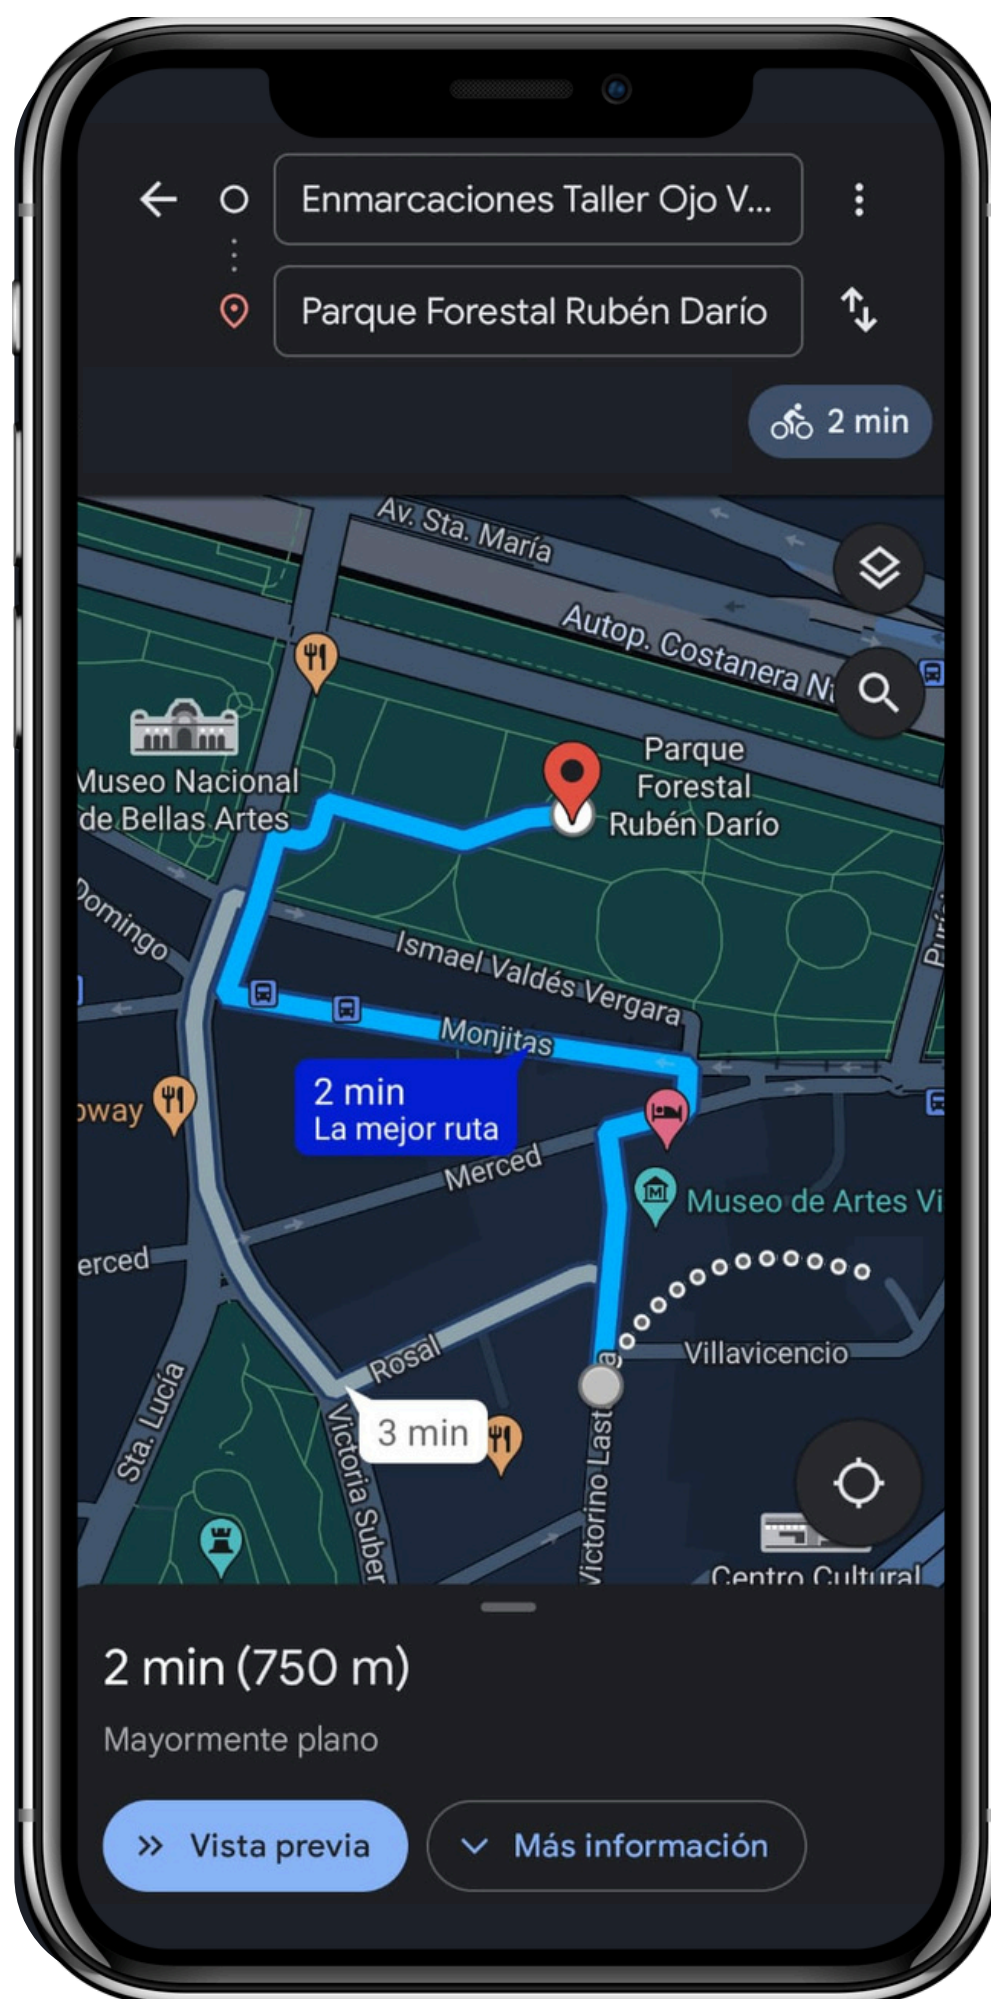 Enmarcaciones Taller Ojo V...
Parque Forestal Rubén Darío
2 min
Av. Sta. María
Autop. Costanera
Parque
Forestal
Rubén Darío
Museo Nacional
de Bellas Artes
Domingo
Ismael Valdés Vergara
Monjitas
2 min
La mejor ruta
Merced
Museo de Artes Vi
erced
Rosal
Villavicencio
3 min
Sta. Lucía
Victoria Suber
Victorino Last
Centro Cultural
2 min (750 m)
Mayormente plano
Vista previa
Más información